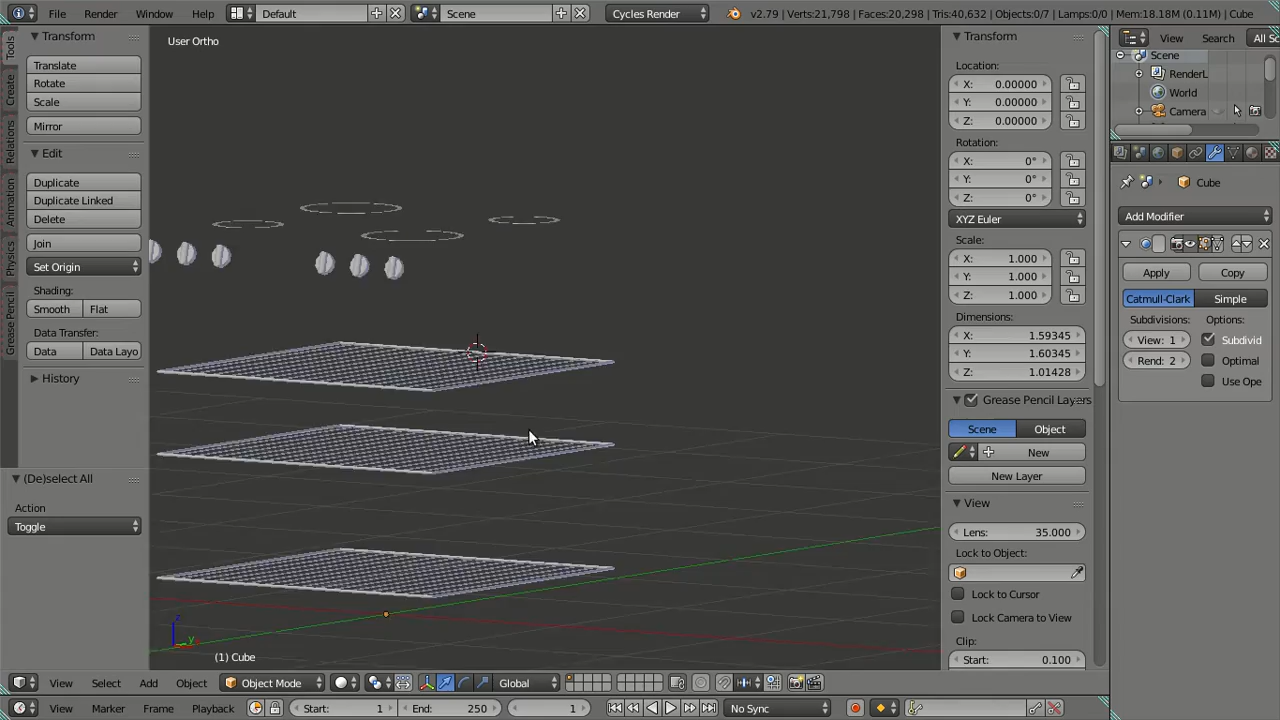 File Render Window Help Default Scene Cycles Render v2.79 | Verts:21,798 | Faces:20,298 | Tris:40,632 | Objects:0/7 | Lamps:0/0 | Mem:18.18M (0.11M) | Cube
User Ortho
Tools
Create
Relations
Animation
Physics
Grease Pencil
Transform
Translate
Rotate
Scale
Mirror
Edit
Duplicate
Duplicate Linked
Delete
Join
Set Origin
Shading:
Smooth Flat
Data Transfer:
Data Data Layo
History
(De)select All
Action
Toggle
z
y
(1) Cube
Transform
Location:
X: 0.00000
Y: 0.00000
Z: 0.00000
Rotation:
X: 0°
Y: 0°
Z: 0°
XYZ Euler
Scale:
X: 1.000
Y: 1.000
Z: 1.000
Dimensions:
X: 1.59345
Y: 1.60345
Z: 1.01428
Grease Pencil Layers
Scene Object
New
New Layer
View
Lens: 35.000
Lock to Object:
Lock to Cursor
Lock Camera to View
Clip:
Start: 0.100
View Search All Sc
Scene
RenderL
World
Camera
Cube
Add Modifier
Apply Copy
Catmull-Clark Simple
Subdivisions: Options:
View: 1 Subdivid
Rend: 2 Optimal
Use Ope
View Select Add Object Object Mode Global
View Marker Frame Playback Start: 1 End: 250 1 No Sync